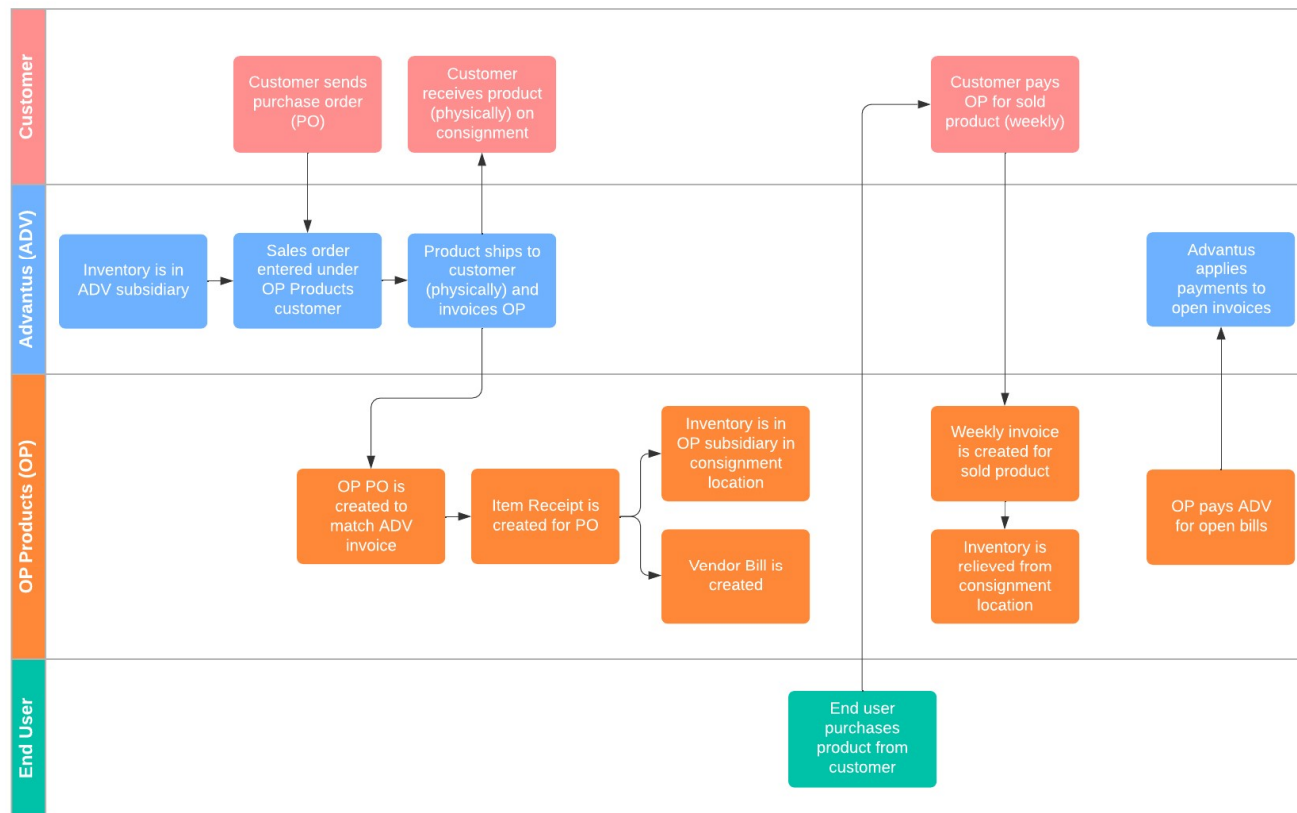 Customer
Customer sends
purchase order
(PO)
Customer
receives product
(physically) on
consignment
Customer pays
OP for sold
product (weekly)
Advantus (ADV)
Inventory is in
ADV subsidiary
Sales order
entered under
OP Products
customer
Product ships to
customer
(physically) and
invoices OP
Advantus
applies
payments to
open invoices
OP Products (OP)
OP PO is
created to
match ADV
invoice
Item Receipt is
created for PO
Inventory is in
OP subsidiary in
consignment
location
Vendor Bill is
created
Weekly invoice
is created for
sold product
Inventory is
relieved from
consignment
location
OP pays ADV
for open bills
End User
End user
purchases
product from
customer